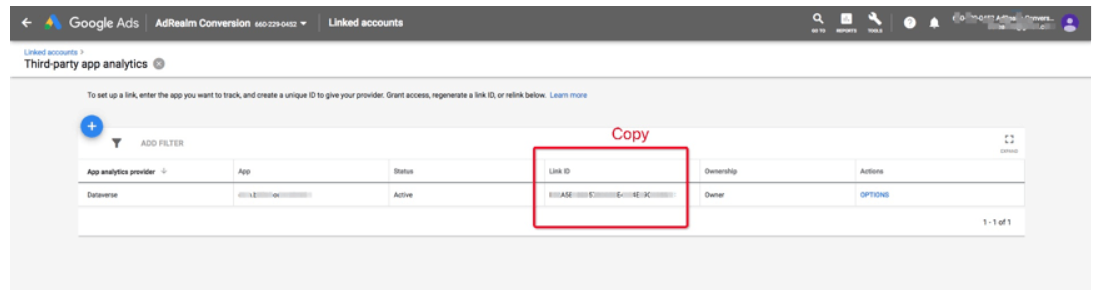 Google Ads AdRealm Conversion 660-229-0452 Linked accounts
GO TO REPORTS TOOLS
Linked accounts >
Third-party app analytics
To set up a link, enter the app you want to track, and create a unique ID to give your provider. Grant access, regenerate a link ID, or relink below. Learn more
Copy
ADD FILTER
EXPAND
App analytics provider App Status Link ID Ownership Actions
Dataverse Active Owner OPTIONS
1 - 1 of 1